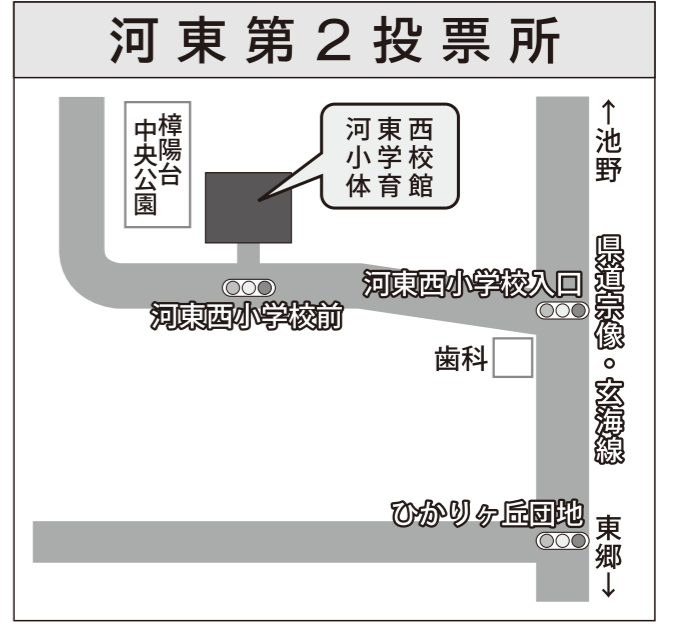 河東第２投票所
樟陽台
中央公園
河東西
小学校
体育館
↑池野
河東西小学校前
河東西小学校入口
県道宗像・玄海線
歯科
ひかりヶ丘団地
東郷↓